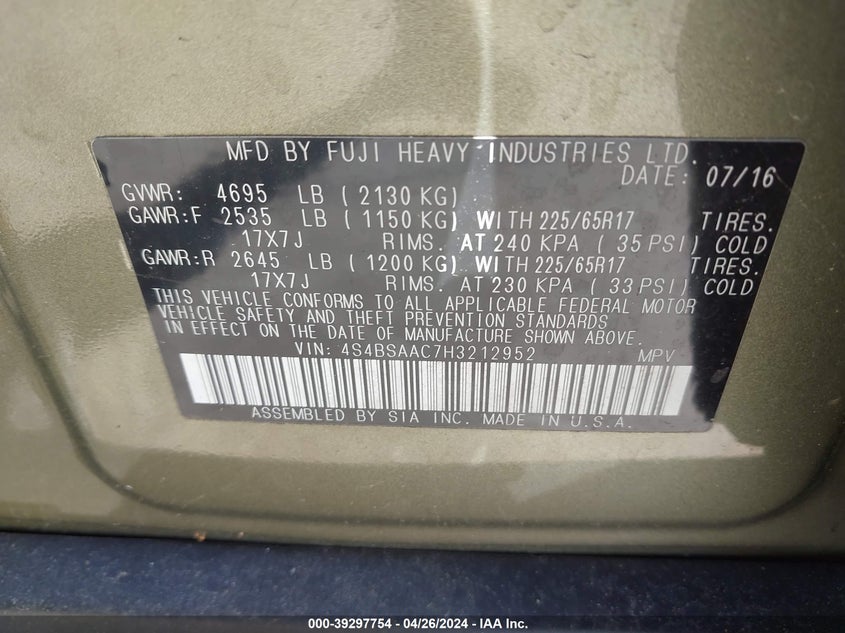 MFD BY FUJI HEAVY INDUSTRIES LTD.
DATE: 07/16
GVWR: 4695 LB ( 2130 KG)
GAWR:F 2535 LB ( 1150 KG) WITH 225/65R17 TIRES.
17X7J RIMS. AT 240 KPA ( 35 PSI) COLD
GAWR:R 2645 LB ( 1200 KG) WITH 225/65R17 TIRES.
17X7J RIMS. AT 230 KPA ( 33 PSI) COLD
THIS VEHICLE CONFORMS TO ALL APPLICABLE FEDERAL MOTOR
VEHICLE SAFETY AND THEFT PREVENTION STANDARDS
IN EFFECT ON THE DATE OF MANUFACTURE SHOWN ABOVE.
VIN: 4S4BSAAC7H3212952 MPV
ASSEMBLED BY SIA INC. MADE IN U.S.A.
000-39297754 - 04/26/2024 - IAA Inc.